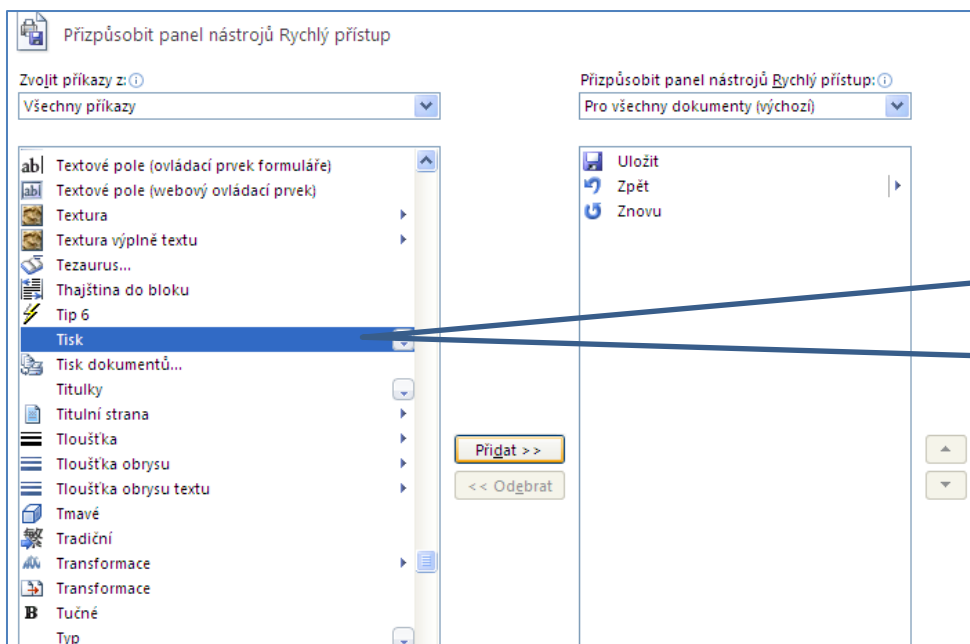 Přizpůsobit panel nástrojů Rychlý přístup
Zvolit příkazy z:
Všechny příkazy
Textové pole (ovládací prvek formuláře)
Textové pole (webový ovládací prvek)
Textura
Textura výplně textu
Tezaurus...
Thajština do bloku
Tip 6
Tisk
Tisk dokumentů...
Titulky
Titulní strana
Tloušťka
Tloušťka obrysu
Tloušťka obrysu textu
Tmavé
Tradiční
Transformace
Transformace
Tučné
Typ
Přidat >>
<< Odebrat
Přizpůsobit panel nástrojů Rychlý přístup:
Pro všechny dokumenty (výchozí)
Uložit
Zpět
Znovu